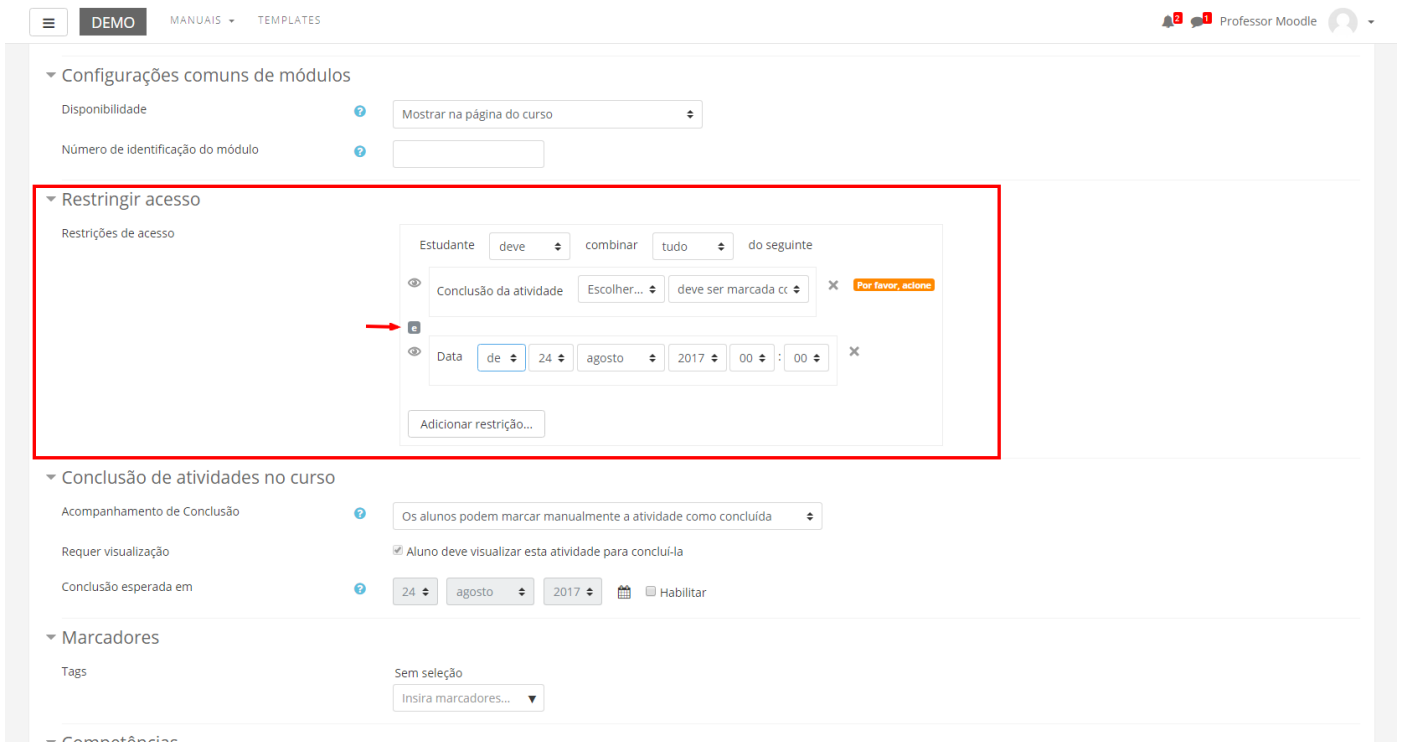 DEMO MANUAIS TEMPLATES 2 1 Professor Moodle
Configurações comuns de módulos
Disponibilidade ? Mostrar na página do curso
Número de identificação do módulo ?
Restringir acesso
Restrições de acesso
Estudante deve combinar tudo do seguinte
Conclusão da atividade Escolher... deve ser marcada cc × Por favor, acione
e
Data de 24 agosto 2017 00 : 00 ×
Adicionar restrição...
Conclusão de atividades no curso
Acompanhamento de Conclusão ? Os alunos podem marcar manualmente a atividade como concluída
Requer visualização Aluno deve visualizar esta atividade para concluí-la
Conclusão esperada em ? 24 agosto 2017 Habilitar
Marcadores
Tags Sem seleção
Insira marcadores... ▼
Competências